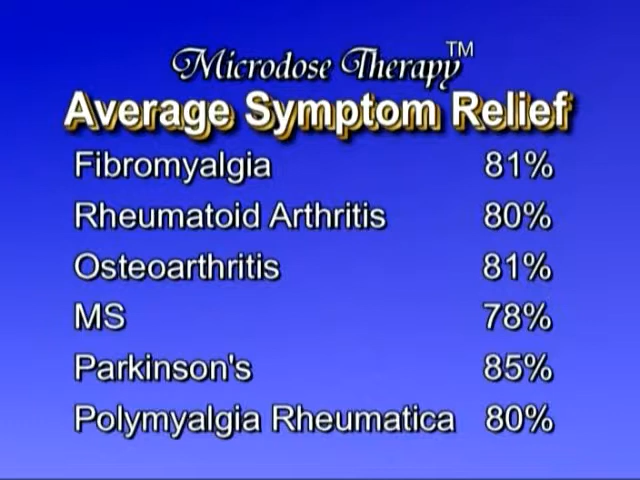 Microdose Therapy™
Average Symptom Relief
Fibromyalgia 81%
Rheumatoid Arthritis 80%
Osteoarthritis 81%
MS 78%
Parkinson's 85%
Polymyalgia Rheumatica 80%